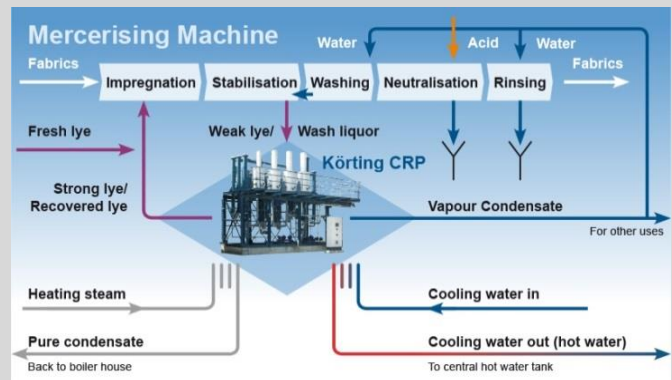 Mercerising Machine
Water
Acid
Water
Fabrics
Fabrics
Impregnation
Stabilisation
Washing
Neutralisation
Rinsing
Fresh lye
Weak lye/ Wash liquor
Körting CRP
Strong lye/
Recovered lye
Vapour Condensate
For other uses
Heating steam
Cooling water in
Pure condensate
Cooling water out (hot water)
Back to boiler house
To central hot water tank